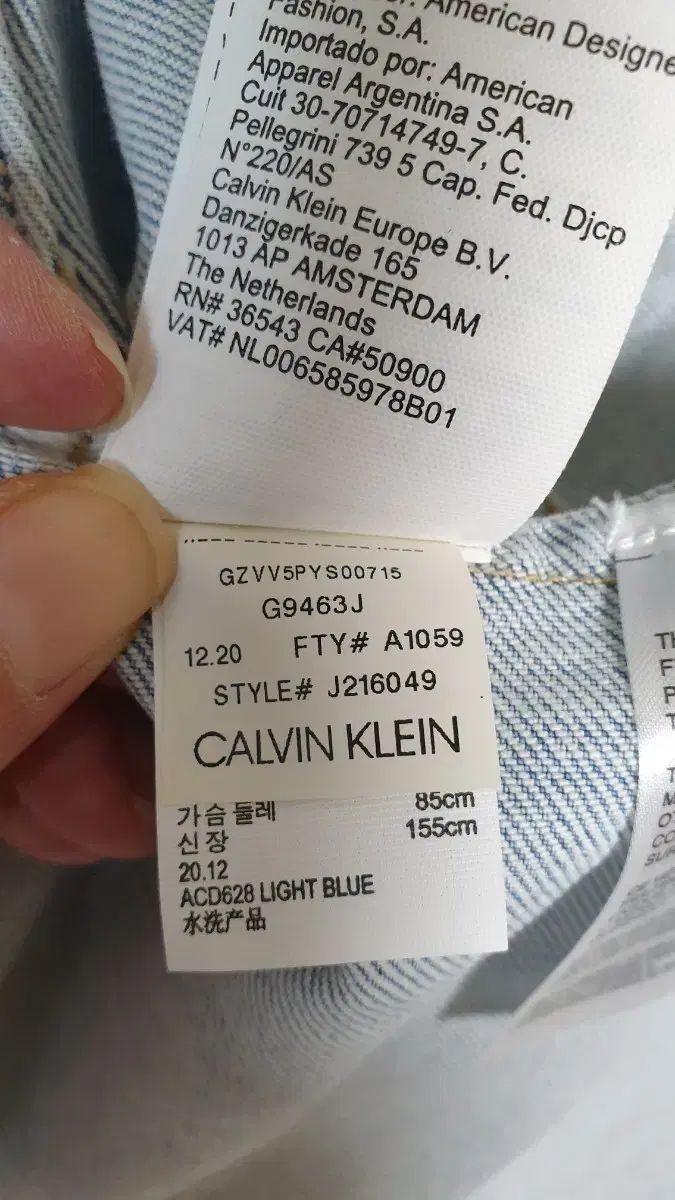 American Designe
Fashion, S.A.
Importado por: American
Apparel Argentina S.A.
Cuit 30-70714749-7, C.
Pellegrini 739 5 Cap. Fed. Djcp
N°220/AS
Calvin Klein Europe B.V.
Danzigerkade 165
1013 AP AMSTERDAM
The Netherlands
RN# 36543 CA#50900
VAT# NL006585978B01
GZVV5PYS00715
G9463J
12.20 FTY# A1059
STYLE# J216049
CALVIN KLEIN
가슴둘레 85cm
신장 155cm
20.12
ACD628 LIGHT BLUE
水洗产品